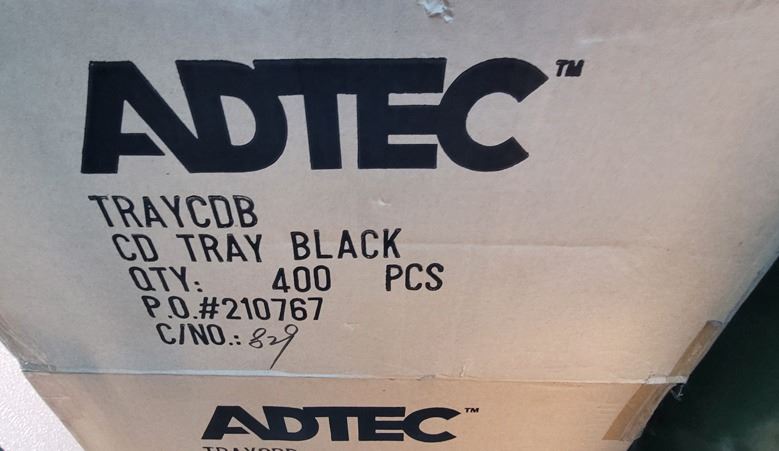 ADTEC™
TRAYCDB
CD TRAY BLACK
QTY: 400 PCS
P.O.#210767
C/NO.: 829
ADTEC™